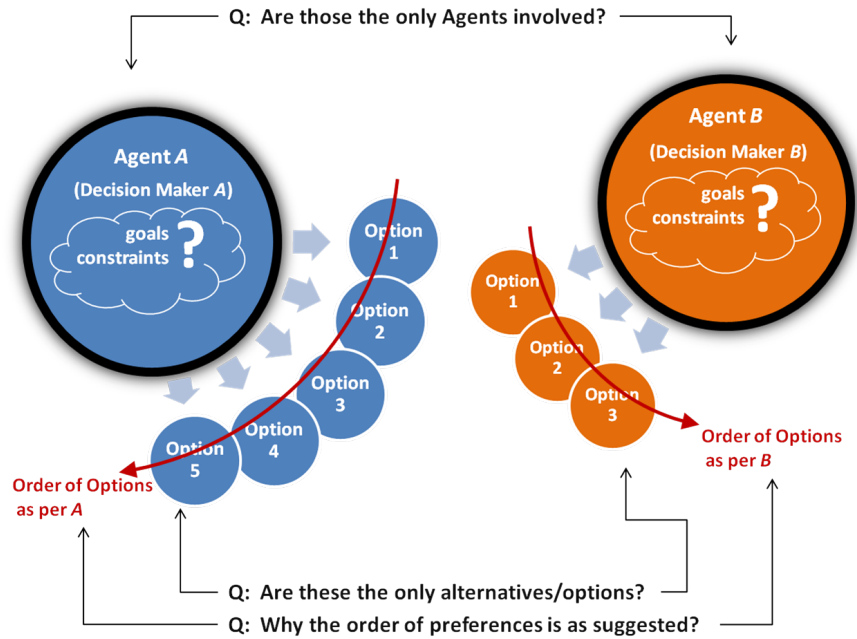 Q: Are those the only Agents involved?
Agent A
(Decision Maker A)
goals
constraints
?
Agent B
(Decision Maker B)
goals
constraints
?
Option
1
Option
2
Option
3
Option
4
Option
5
Option
1
Option
2
Option
3
Order of Options
as per A
Order of Options
as per B
Q: Are these the only alternatives/options?
Q: Why the order of preferences is as suggested?